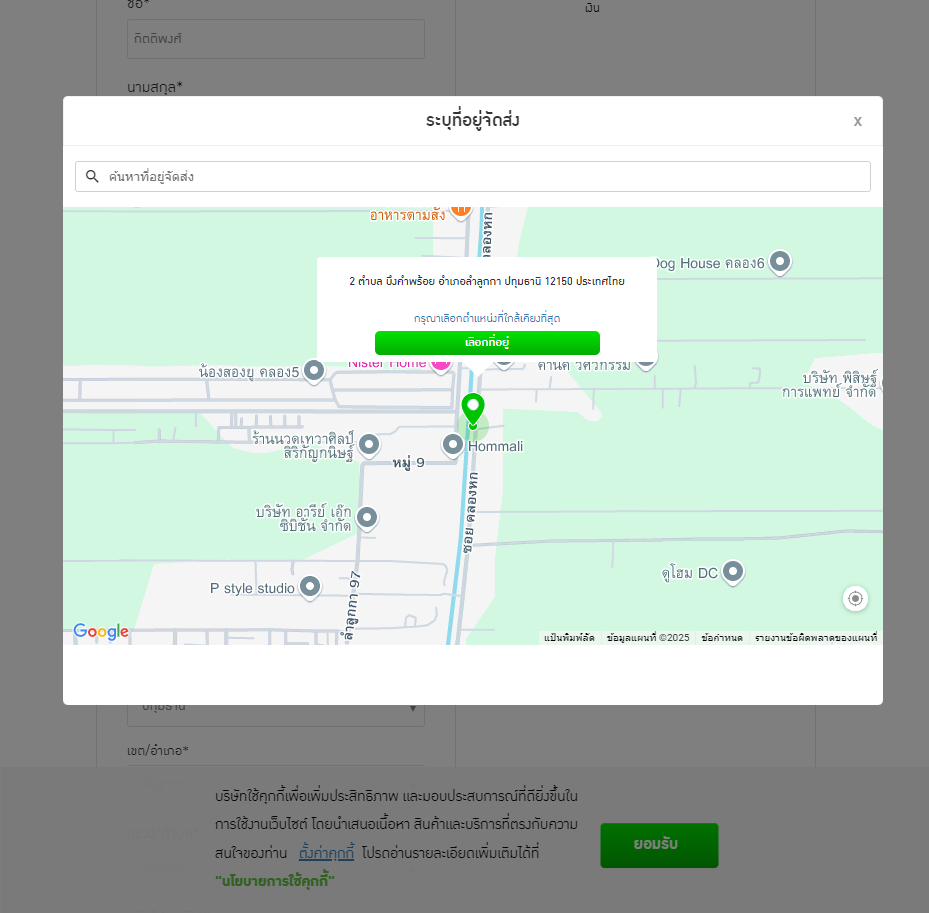 ชื่อ*
เงิน
กิตติพงศ์
นามสกุล*
ระบุที่อยู่จัดส่ง
x
ค้นหาที่อยู่จัดส่ง
อาหารตามสั่ง
คลองหก
Dog House คลอง6
2 ตำบล บึงคำพร้อย อำเภอลำลูกกา ปทุมธานี 12150 ประเทศไทย
กรุณาเลือกตำแหน่งที่ใกล้เคียงที่สุด
เลือกที่อยู่
Nister Home
น้องสองยู คลอง5
บริษัท พิสิษฐ์
การแพทย์ จำกัด
ร้านนวดเทวาศิลป์
สิริกัญกนิษฐ์
Hommali
หมู่ 9
ซอย คลองหก
บริษัท อารีย์ เอ๊ก
ซิบิชั่น จำกัด
ดูโฮม DC
P style studio
ลำลูกกา 97
Google
แป้นพิมพ์ลัด
ข้อมูลแผนที่ ©2025
ข้อกำหนด
รายงานข้อผิดพลาดของแผนที่
ปทุมธานี
เขต/อำเภอ*
บริษัทใช้คุกกี้เพื่อเพิ่มประสิทธิภาพ และมอบประสบการณ์ที่ดียิ่งขึ้นใน
การใช้งานเว็บไซต์ โดยนำเสนอเนื้อหา สินค้าและบริการที่ตรงกับความ
สนใจของท่าน ตั้งค่าคุกกี้ โปรดอ่านรายละเอียดเพิ่มเติมได้ที่
"นโยบายการใช้คุกกี้"
ยอมรับ